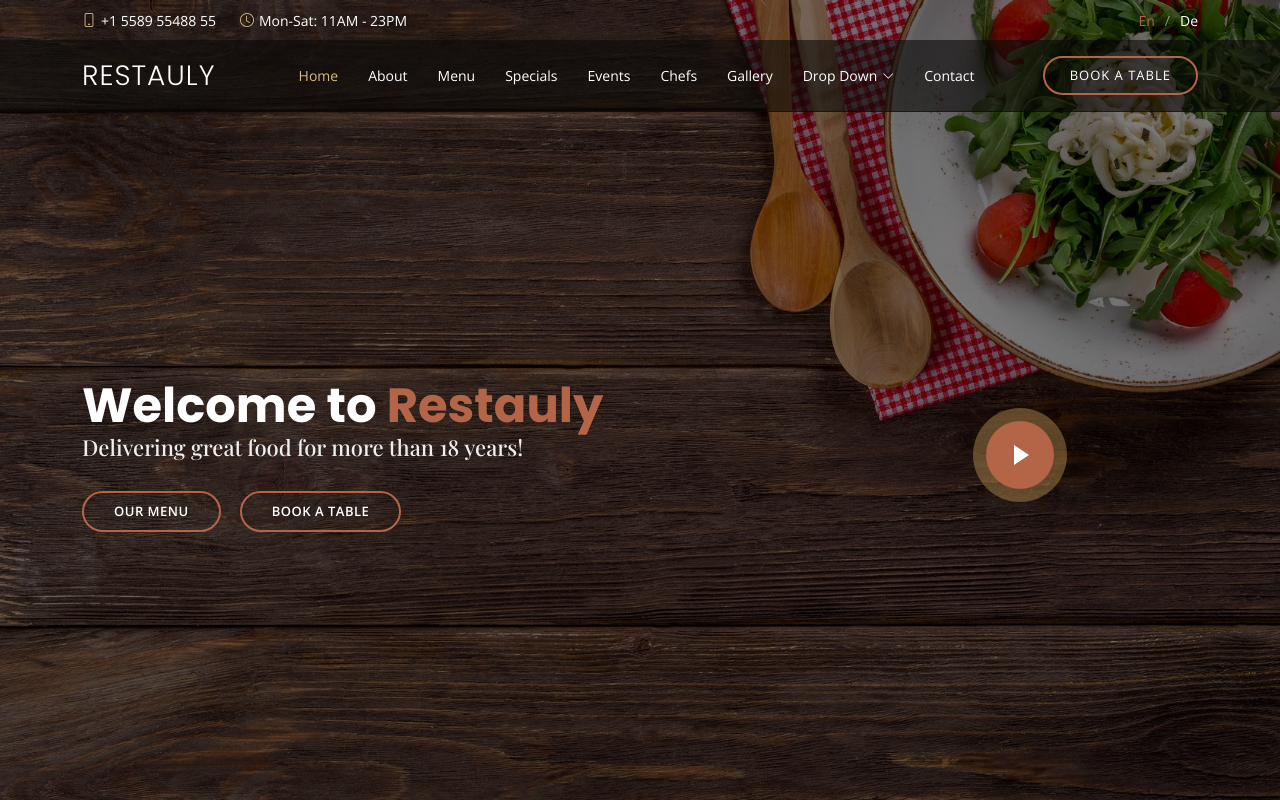 +1 5589 55488 55 Mon-Sat: 11AM - 23PM En / De
RESTAULY Home About Menu Specials Events Chefs Gallery Drop Down Contact BOOK A TABLE
Welcome to Restauly
Delivering great food for more than 18 years!
OUR MENU BOOK A TABLE